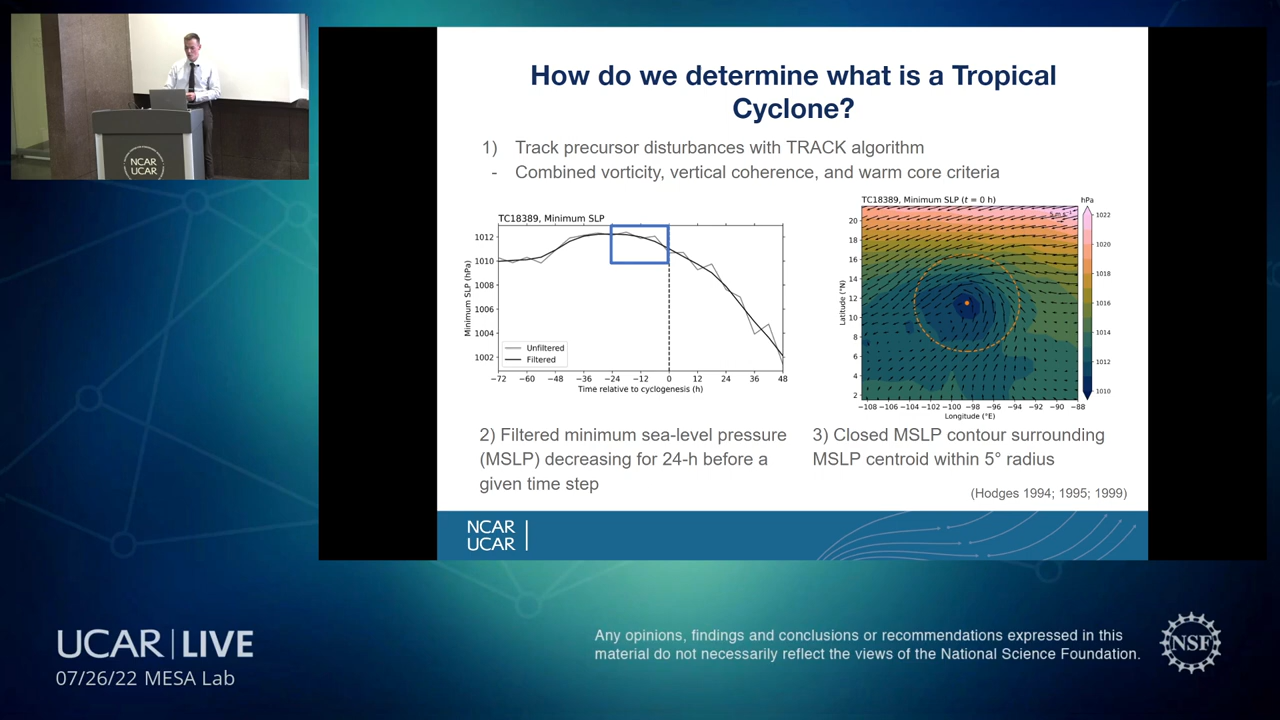 How do we determine what is a Tropical
Cyclone?
1) Track precursor disturbances with TRACK algorithm
- Combined vorticity, vertical coherence, and warm core criteria
TC18389, Minimum SLP
1012
1010
1008
1006
1004
1002
Minimum SLP (hPa)
Unfiltered
Filtered
−72 −60 −48 −36 −24 −12 0 12 24 36 48
Time relative to cyclogenesis (h)
TC18389, Minimum SLP (t = 0 h)
hPa
20
18
16
14
12
10
8
6
4
2
Latitude (°N)
−108 −106 −104 −102 −100 −98 −96 −94 −92 −90 −88
Longitude (°E)
1022
1020
1018
1016
1014
1012
1010
2) Filtered minimum sea-level pressure
(MSLP) decreasing for 24-h before a
given time step
3) Closed MSLP contour surrounding
MSLP centroid within 5° radius
(Hodges 1994; 1995; 1999)
NCAR
UCAR
NCAR
UCAR
UCAR | LIVE
07/26/22 MESA Lab
Any opinions, findings and conclusions or recommendations expressed in this
material do not necessarily reflect the views of the National Science Foundation.
NSF